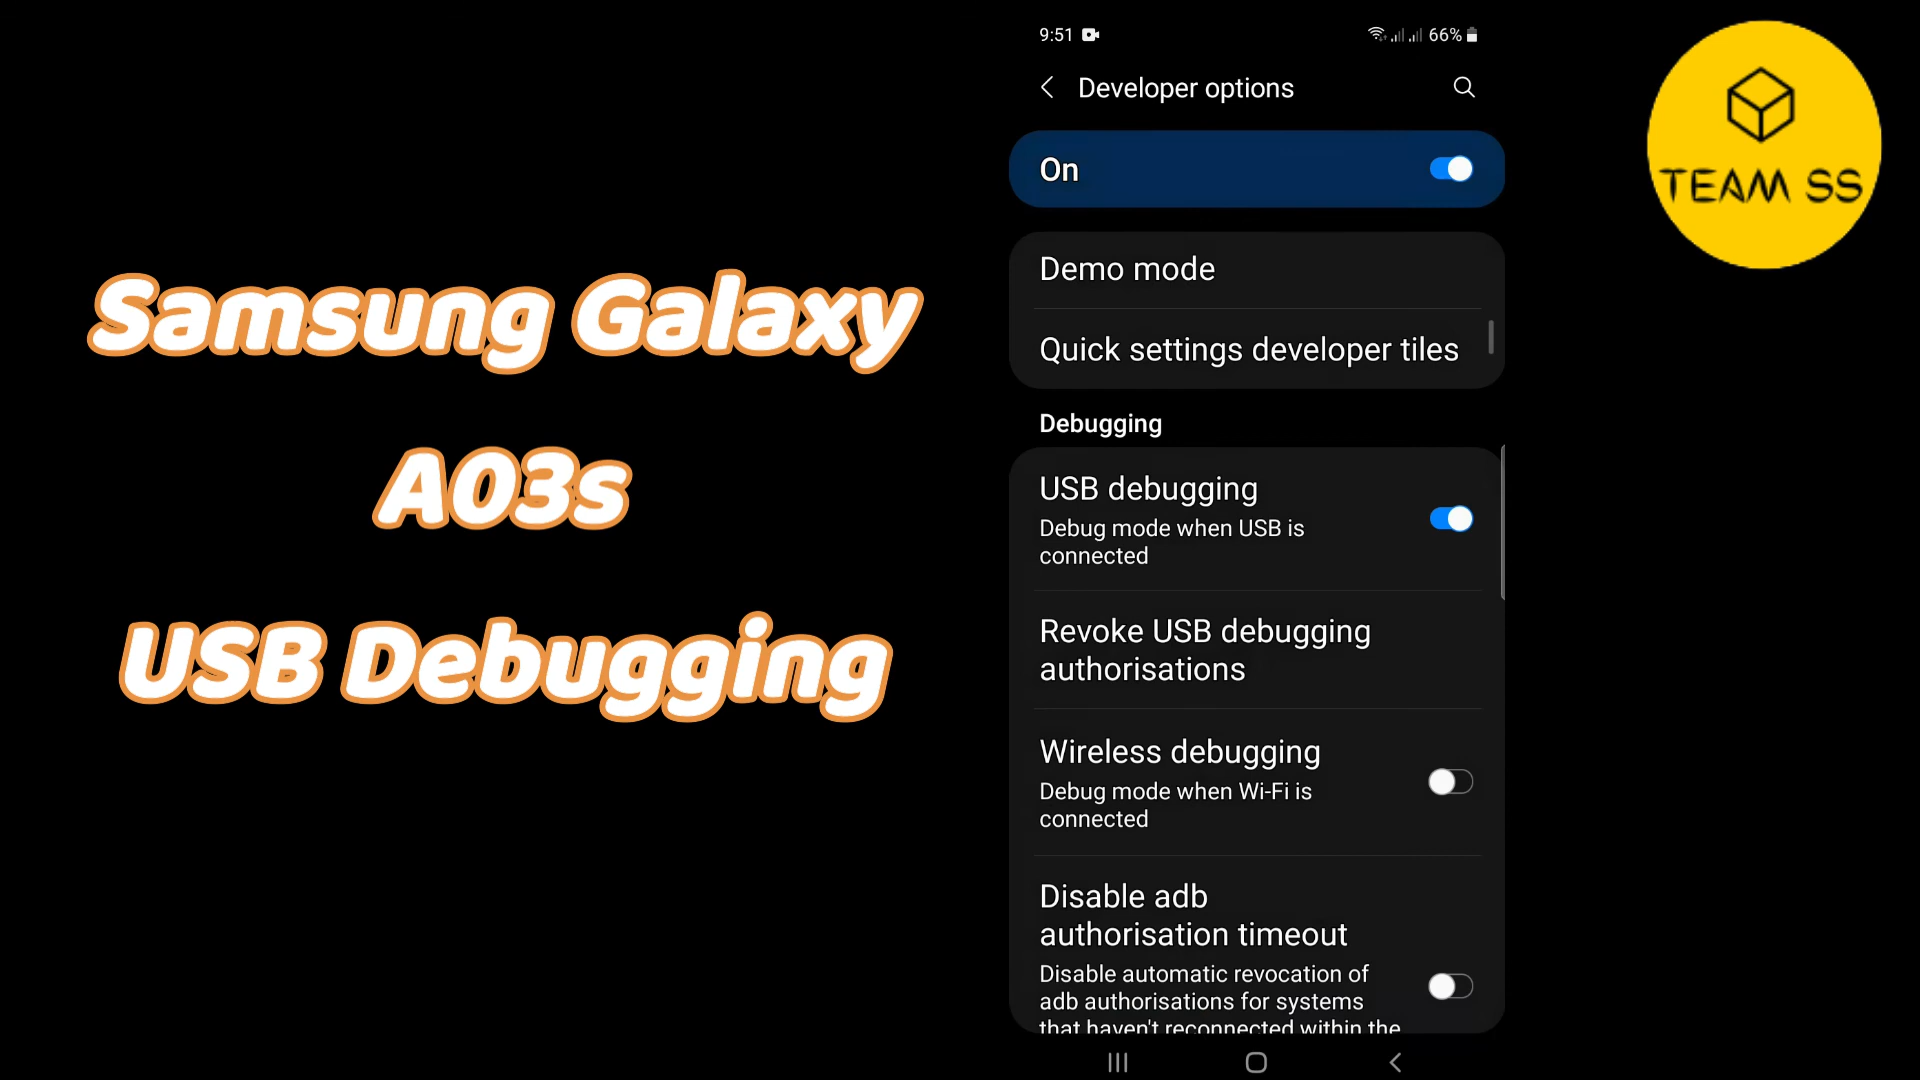 Samsung Galaxy
A03s
USB Debugging
9:51
66%
Developer options
On
Demo mode
Quick settings developer tiles
Debugging
USB debugging
Debug mode when USB is
connected
Revoke USB debugging
authorisations
Wireless debugging
Debug mode when Wi-Fi is
connected
Disable adb
authorisation timeout
Disable automatic revocation of
adb authorisations for systems
that haven't reconnected within the
TEAM SS